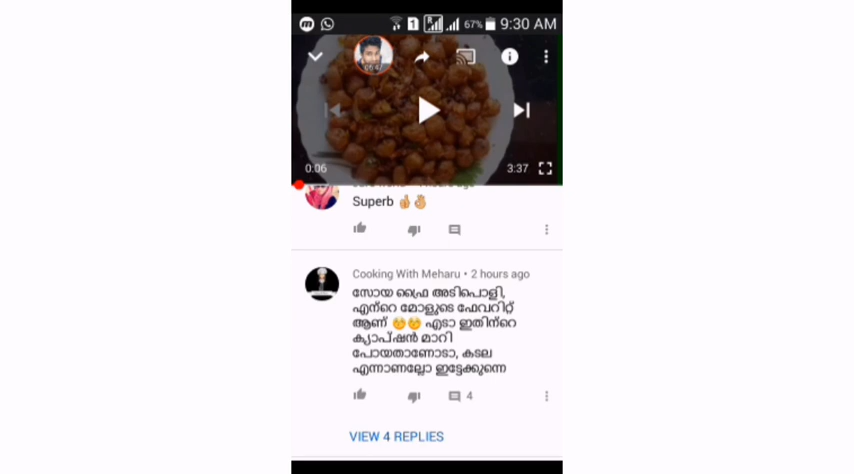 67% 9:30 AM
0:06 3:37
Superb 👍👌
Cooking With Meharu • 2 hours ago
സോയ ഫ്രൈ അടിപൊളി,
എന്റെ മോളുടെ ഫേവറിറ്റ്
ആണ് 😋😋 എടാ ഇതിന്റെ
ക്യാപ്ഷൻ മാറി
പോയതാണോടാ, കടല
എന്നാണല്ലോ ഇട്ടേക്കുന്നെ
4
VIEW 4 REPLIES